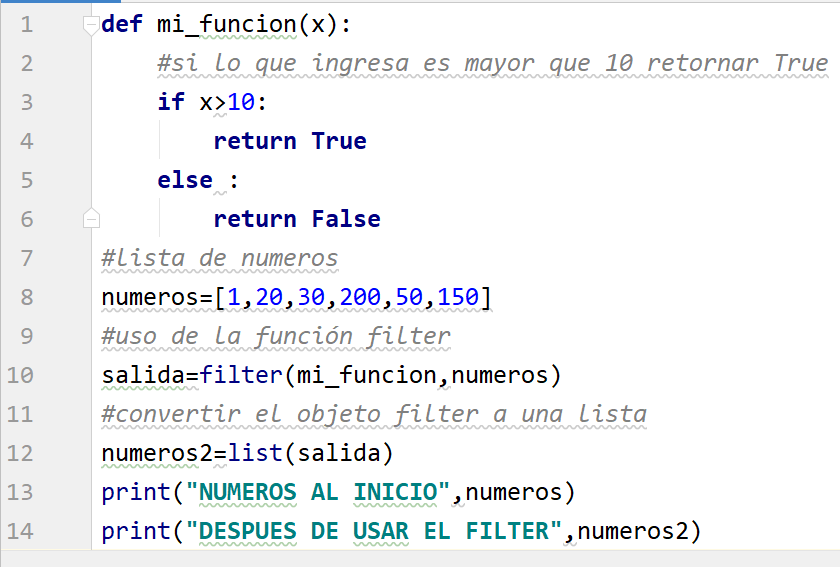 1 def mi_funcion(x):
2 #si lo que ingresa es mayor que 10 retornar True
3 if x>10:
4 return True
5 else :
6 return False
7 #lista de numeros
8 numeros=[1,20,30,200,50,150]
9 #uso de la función filter
10 salida=filter(mi_funcion,numeros)
11 #convertir el objeto filter a una lista
12 numeros2=list(salida)
13 print("NUMEROS AL INICIO",numeros)
14 print("DESPUES DE USAR EL FILTER",numeros2)